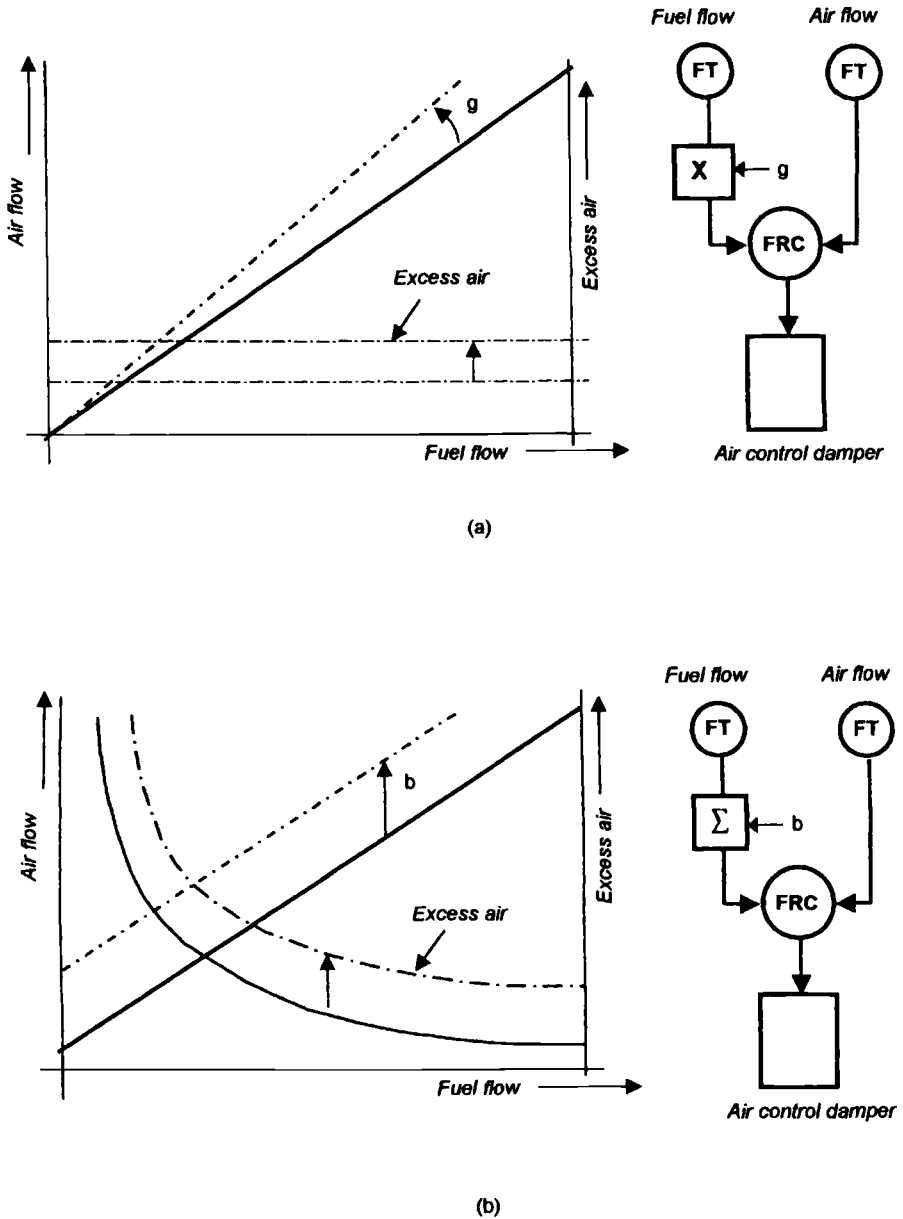 Fuel flow
Air flow
FT
FT
g
X
g
FRC
Air flow
Excess air
Excess air
Fuel flow
Air control damper
(a)
Fuel flow
Air flow
FT
FT
b
Σ
b
FRC
Air flow
Excess air
Excess air
Fuel flow
Air control damper
(b)